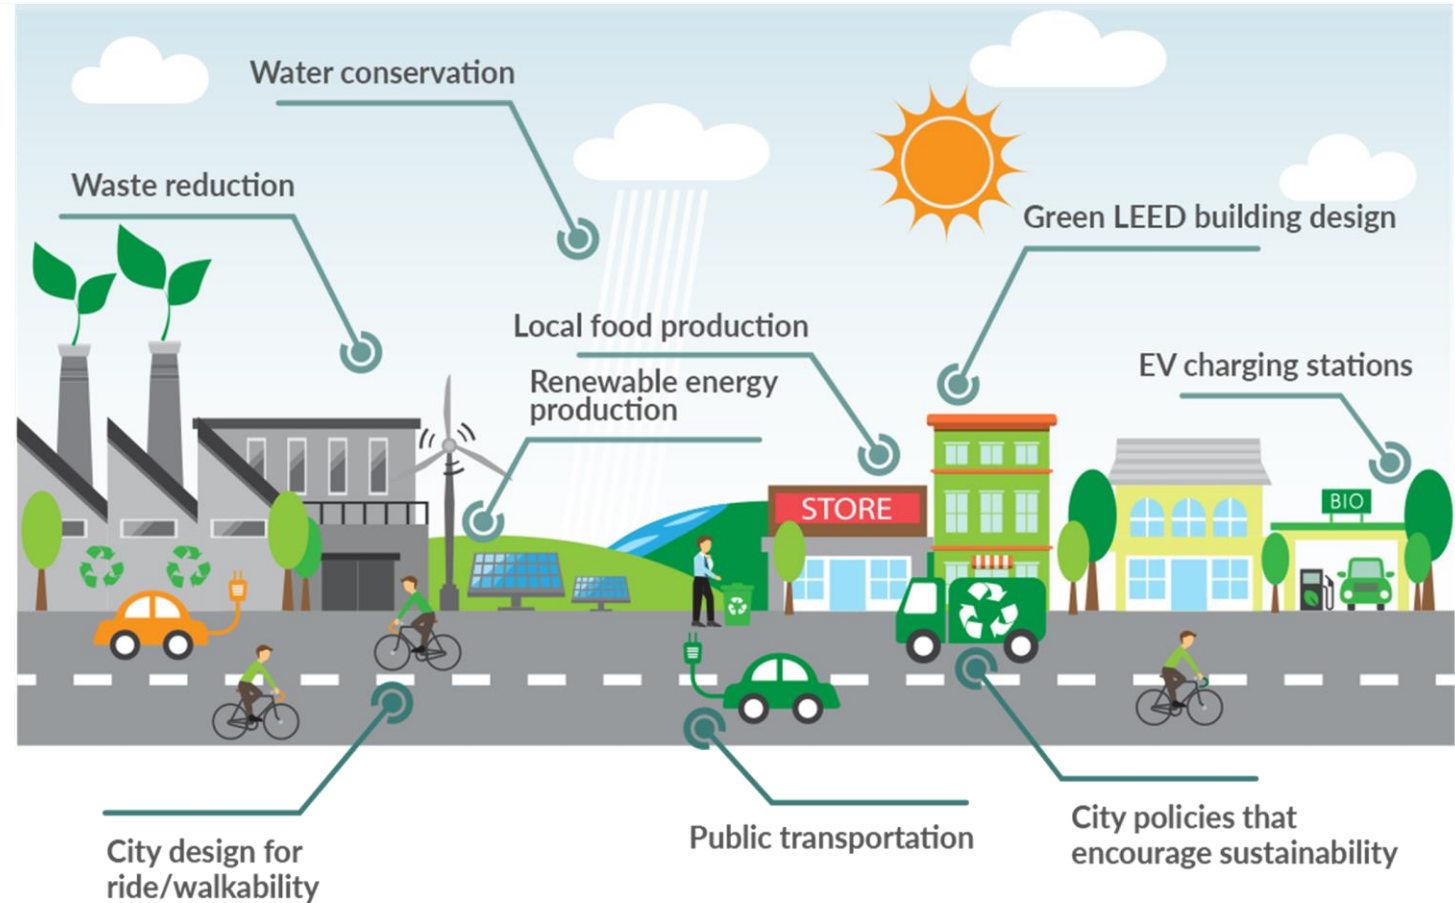 Water conservation
Waste reduction
Green LEED building design
Local food production
EV charging stations
Renewable energy
production
STORE
BIO
City design for
ride/walkability
Public transportation
City policies that
encourage sustainability